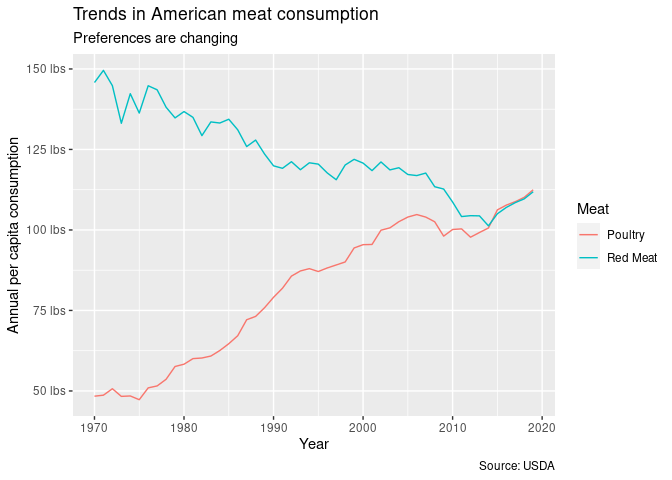 Trends in American meat consumption
Preferences are changing
Annual per capita consumption
150 lbs
125 lbs
100 lbs
75 lbs
50 lbs
1970 1980 1990 2000 2010 2020
Year
Meat
Poultry
Red Meat
Source: USDA